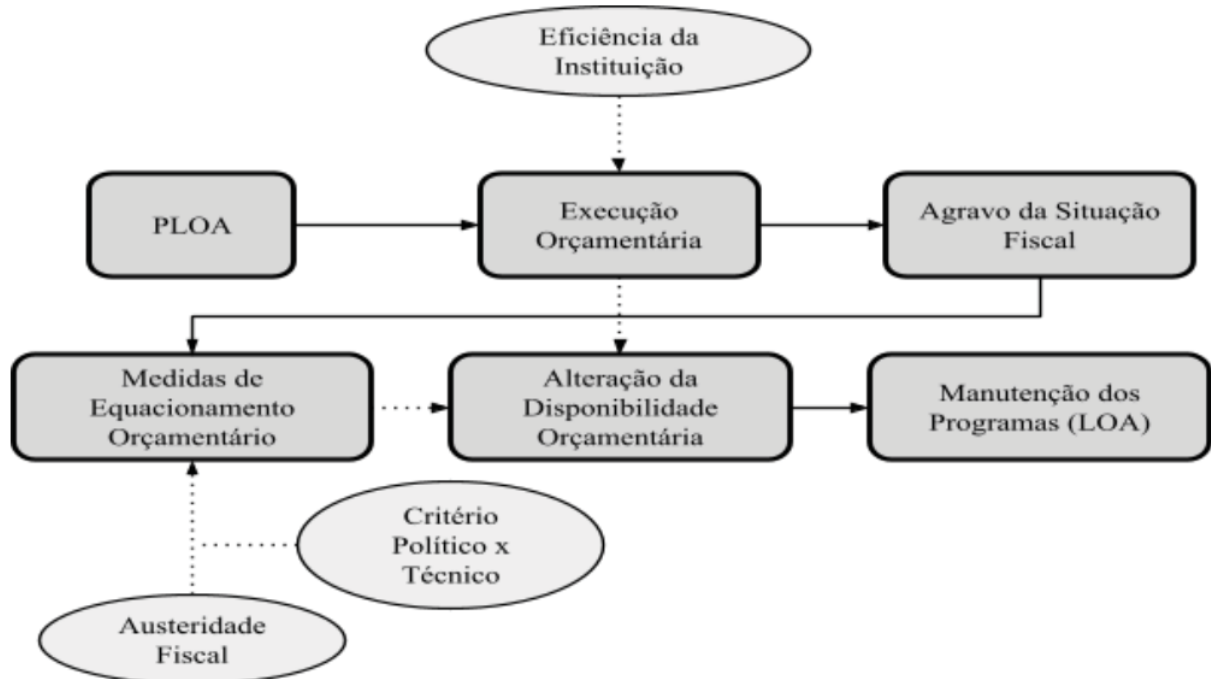 Eficiência da
Instituição
PLOA
Execução
Orçamentária
Agravo da Situação
Fiscal
Medidas de
Equacionamento
Orçamentário
Alteração da
Disponibilidade
Orçamentária
Manutenção dos
Programas (LOA)
Critério
Político x
Técnico
Austeridade
Fiscal